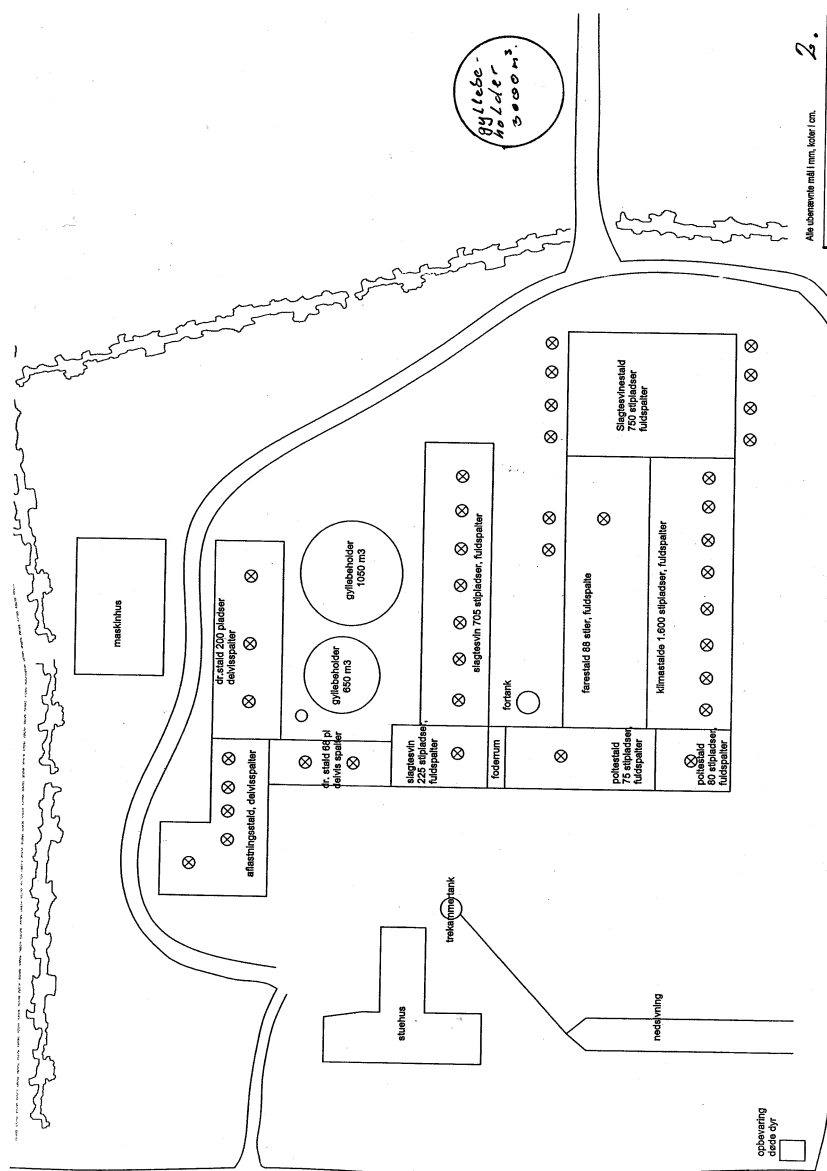 gyllebe-
holder
3000 m³.
2.
Alle ubenævnte mål i mm, koter i cm.
maskinhus
dr.stald 200 pladser
delvisspalter
gyllebeholder
1050 m3
gyllebeholder
650 m3
aflastningsstald, delvisspalter
dr. stald 68 pl
delvis spalter
slagtesvin 705 stipladser, fuldspalter
slagtesvin
225 stipladser,
fuldspalter
foderrum
fortank
Slagtesvinestald
750 stipladser
fuldspalter
farestald 88 stier, fuldspalte
klimastalde 1.600 stipladser, fuldspalter
poltestald
75 stipladser,
fuldspalter
poltestald
80 stipladser,
fuldspalter
trekammertank
stuehus
nedsivning
opbevaring
døde dyr